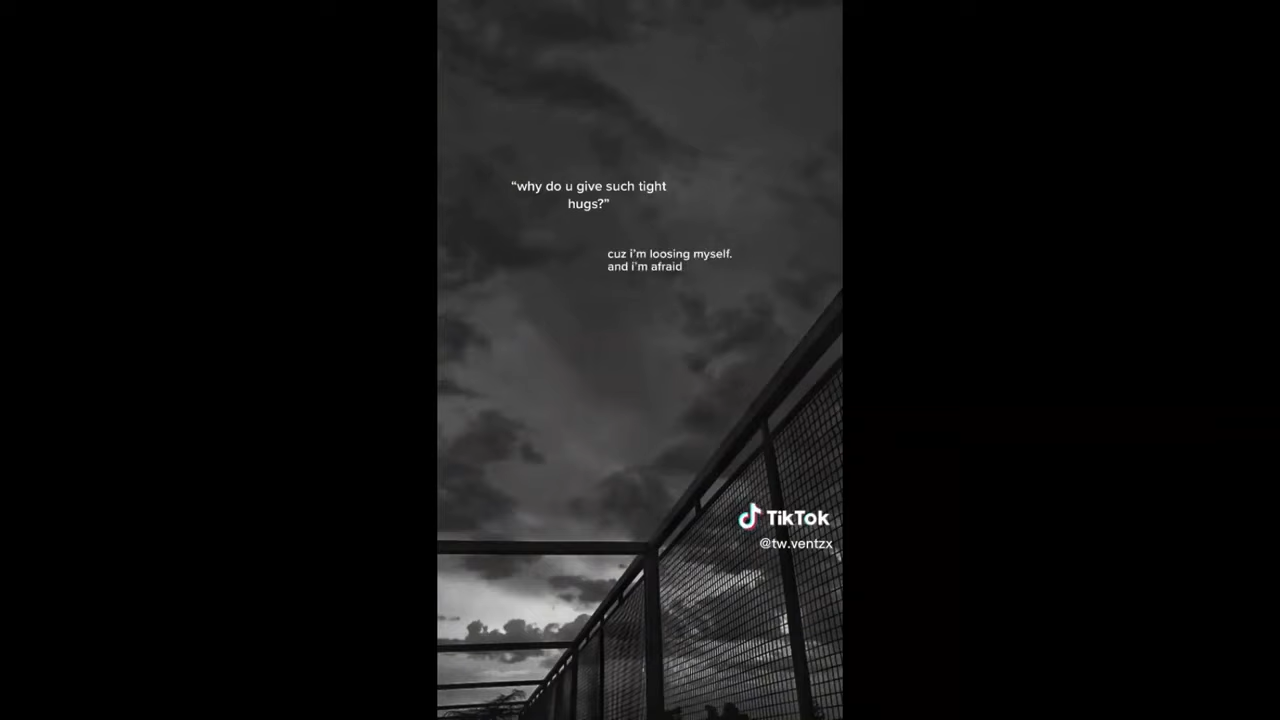 “why do u give such tight
hugs?”
cuz i’m loosing myself.
and i’m afraid
TikTok
@tw.ventzx